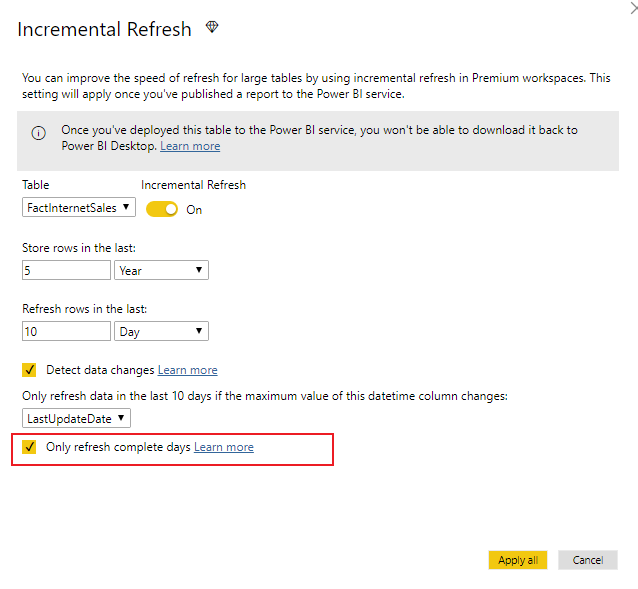 Incremental Refresh
You can improve the speed of refresh for large tables by using incremental refresh in Premium workspaces. This
setting will apply once you've published a report to the Power BI service.
Once you've deployed this table to the Power BI service, you won't be able to download it back to
Power BI Desktop. Learn more
Table Incremental Refresh
FactInternetSales On
Store rows in the last:
5 Year
Refresh rows in the last:
10 Day
Detect data changes Learn more
Only refresh data in the last 10 days if the maximum value of this datetime column changes:
LastUpdateDate
Only refresh complete days Learn more
Apply all Cancel